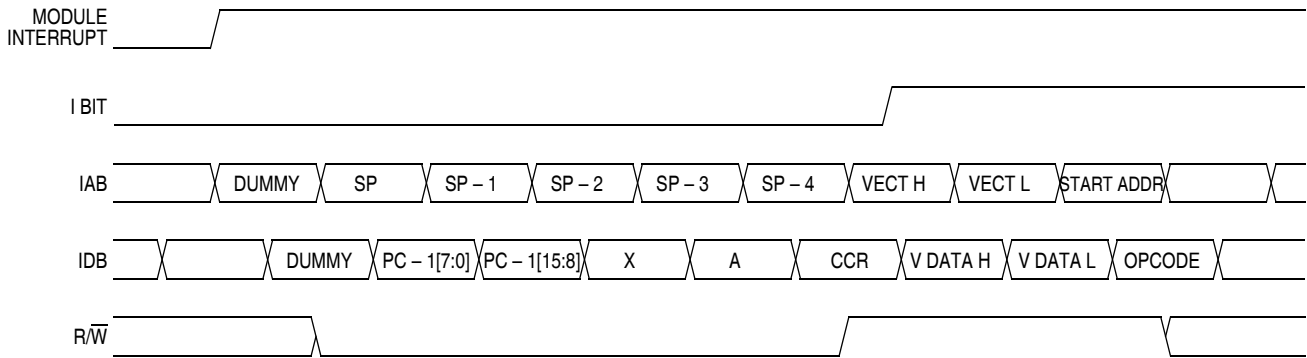 MODULE
INTERRUPT
I BIT
IAB DUMMY SP SP – 1 SP – 2 SP – 3 SP – 4 VECT H VECT L START ADDR
IDB DUMMY PC – 1[7:0] PC – 1[15:8] X A CCR V DATA H V DATA L OPCODE
R/W̅